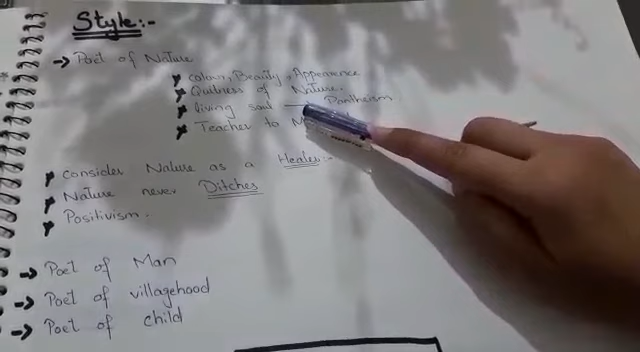 Style:-
→ Poet of Nature
colour, Beauty, Appearence
Quitness of Nature.
living soul — Pantheism
Teacher to M
consider Nature as a Healer:-
Nature never Ditches
Positivism.
→ Poet of Man
→ Poet of villagehood
→ Poet of child